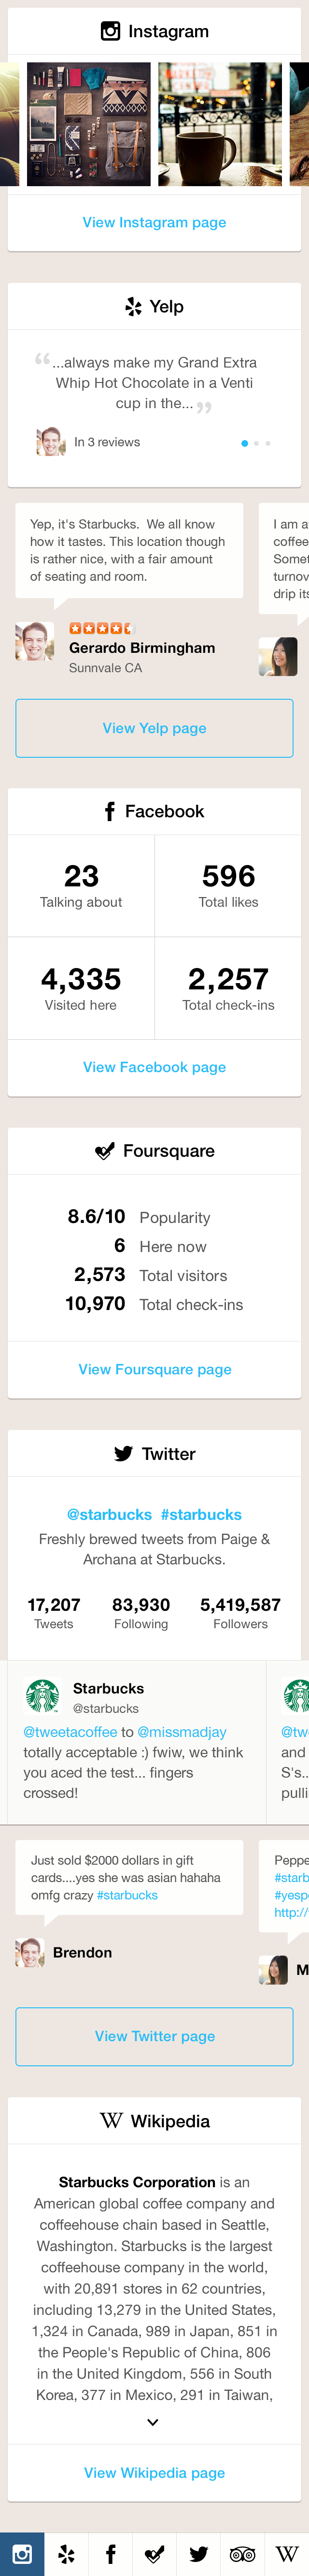 Instagram
View Instagram page
Yelp
“ ...always make my Grand Extra
Whip Hot Chocolate in a Venti
cup in the... ”
In 3 reviews
Yep, it's Starbucks. We all know
how it tastes. This location though
is rather nice, with a fair amount
of seating and room.
Gerardo Birmingham
Sunnvale CA
I am a
coffee
drip
View Yelp page
Facebook
23
Talking about
596
Total likes
4,335
Visited here
2,257
Total check-ins
View Facebook page
Foursquare
8.6/10 Popularity
6 Here now
2,573 Total visitors
10,970 Total check-ins
View Foursquare page
Twitter
@starbucks #starbucks
Freshly brewed tweets from Paige &
Archana at Starbucks.
17,207
Tweets
83,930
Following
5,419,587
Followers
Starbucks
@starbucks
@tweetacoffee to @missmadjay
totally acceptable :) fwiw, we think
you aced the test... fingers
crossed!
and
S's...
Just sold $2000 dollars in gift
cards....yes she was asian hahaha
omfg crazy #starbucks
Brendon
http://
View Twitter page
Wikipedia
Starbucks Corporation is an
American global coffee company and
coffeehouse chain based in Seattle,
Washington. Starbucks is the largest
coffeehouse company in the world,
with 20,891 stores in 62 countries,
including 13,279 in the United States,
1,324 in Canada, 989 in Japan, 851 in
the People's Republic of China, 806
in the United Kingdom, 556 in South
Korea, 377 in Mexico, 291 in Taiwan,
View Wikipedia page